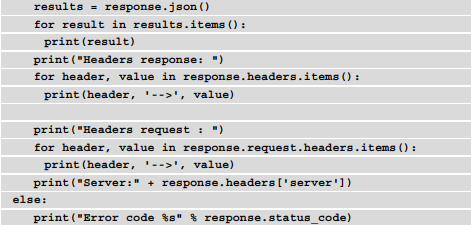 results = response.json()
for result in results.items():
print(result)
print("Headers response: ")
for header, value in response.headers.items():
print(header, '-->', value)
print("Headers request : ")
for header, value in response.request.headers.items():
print(header, '-->', value)
print("Server:" + response.headers['server'])
else:
print("Error code %s" % response.status_code)